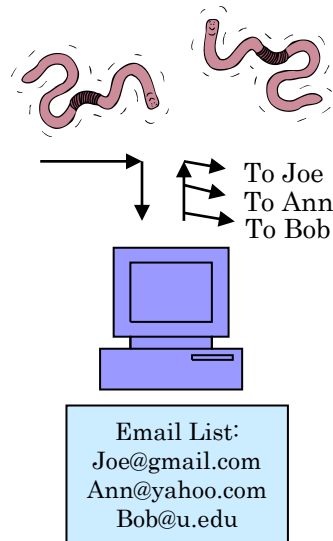 To Joe
To Ann
To Bob
Email List:
Joe@gmail.com
Ann@yahoo.com
Bob@u.edu